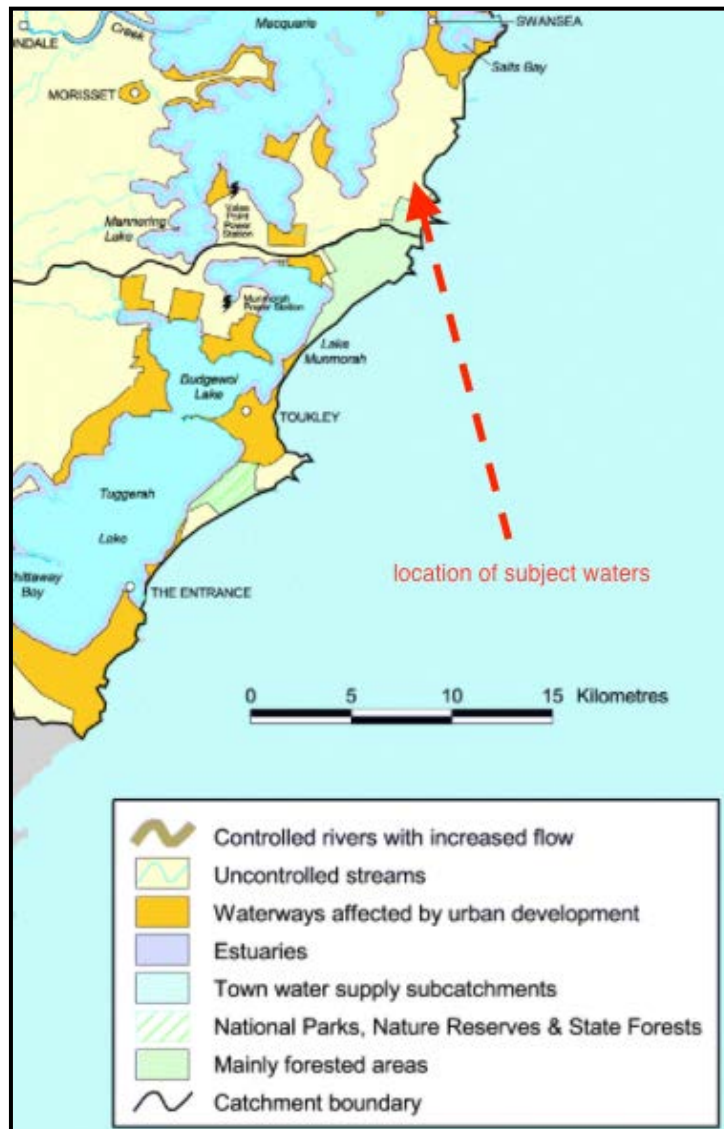 Macquarie
SWANSEA
Creek
NDALE
Salts Bay
MORISSET
Vales
Point
Power
Station
Mannering
Lake
Munmorah
Power Station
Lake
Munmorah
Budgewoi
Lake
TOUKLEY
Tuggerah
Lake
location of subject waters
hittaway
Bay
THE ENTRANCE
0 5 10 15 Kilometres
Controlled rivers with increased flow
Uncontrolled streams
Waterways affected by urban development
Estuaries
Town water supply subcatchments
National Parks, Nature Reserves & State Forests
Mainly forested areas
Catchment boundary